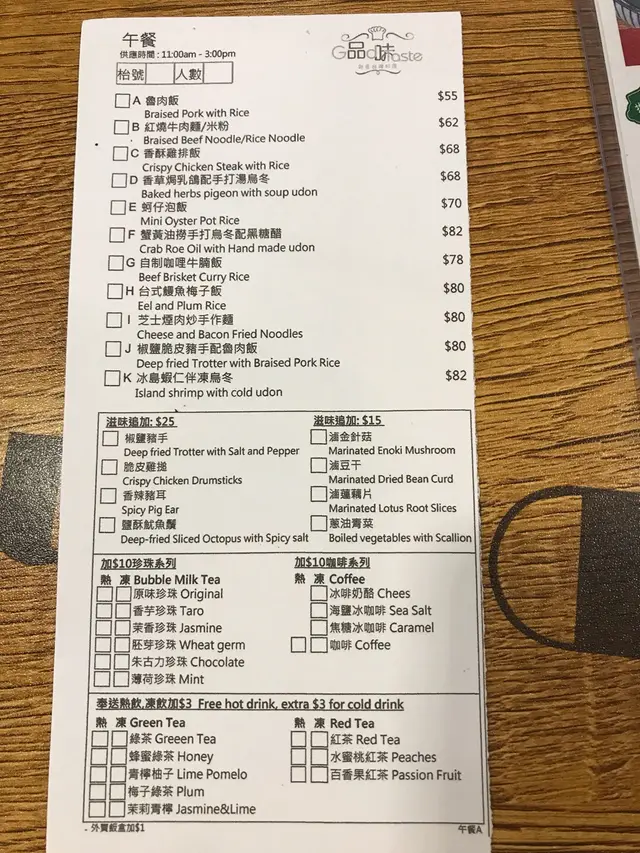 午餐
供應時間 : 11:00am - 3:00pm
品味
Good Taste
枱號 人數
A 魯肉飯 $55
Braised Pork with Rice
B 紅燒牛肉麵/米粉 $62
Braised Beef Noodle/Rice Noodle
C 香酥雞排飯 $68
Crispy Chicken Steak with Rice
D 香草焗乳鴿配手打湯烏冬 $68
Baked herbs pigeon with soup udon
E 蚵仔泡飯 $70
Mini Oyster Pot Rice
F 蟹黃油撈手打烏冬配黑糖醋 $82
Crab Roe Oil with Hand made udon
G 自制咖哩牛腩飯 $78
Beef Brisket Curry Rice
H 台式鰻魚梅子飯 $80
Eel and Plum Rice
I 芝士煙肉炒手作麵 $80
Cheese and Bacon Fried Noodles
J 椒鹽脆皮豬手配魯肉飯 $80
Deep fried Trotter with Braised Pork Rice
K 冰島蝦仁伴凍烏冬 $82
Island shrimp with cold udon
滋味追加: $25
椒鹽豬手
Deep fried Trotter with Salt and Pepper
脆皮雞搥
Crispy Chicken Drumsticks
香辣豬耳
Spicy Pig Ear
鹽酥魷魚鬚
Deep-fried Sliced Octopus with Spicy salt
滋味追加: $15
滷金針菇
Marinated Enoki Mushroom
滷豆干
Marinated Dried Bean Curd
滷蓮藕片
Marinated Lotus Root Slices
蔥油青菜
Boiled vegetables with Scallion
加$10珍珠系列
熱 凍 Bubble Milk Tea
原味珍珠 Original
香芋珍珠 Taro
茉香珍珠 Jasmine
胚芽珍珠 Wheat germ
朱古力珍珠 Chocolate
薄荷珍珠 Mint
加$10咖啡系列
熱 凍 Coffee
冰啡奶酪 Chees
海鹽冰咖啡 Sea Salt
焦糖冰咖啡 Caramel
咖啡 Coffee
奉送熱飲,凍飲加$3 Free hot drink, extra $3 for cold drink
熱 凍 Green Tea
綠茶 Greeen Tea
蜂蜜綠茶 Honey
青檸柚子 Lime Pomelo
梅子綠茶 Plum
茉莉青檸 Jasmine&Lime
熱 凍 Red Tea
紅茶 Red Tea
水蜜桃紅茶 Peaches
百香果紅茶 Passion Fruit
- 外賣飯盒加$1
午餐A